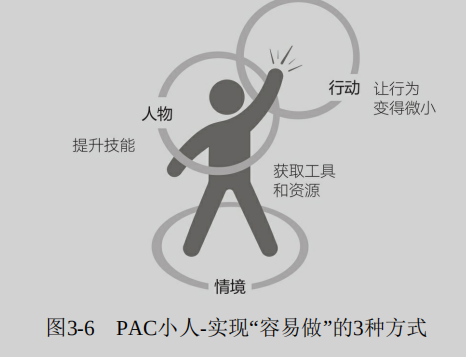 行动
让行为
变得微小
人物
提升技能
获取工具
和资源
情境
图3-6 PAC小人-实现“容易做”的3种方式